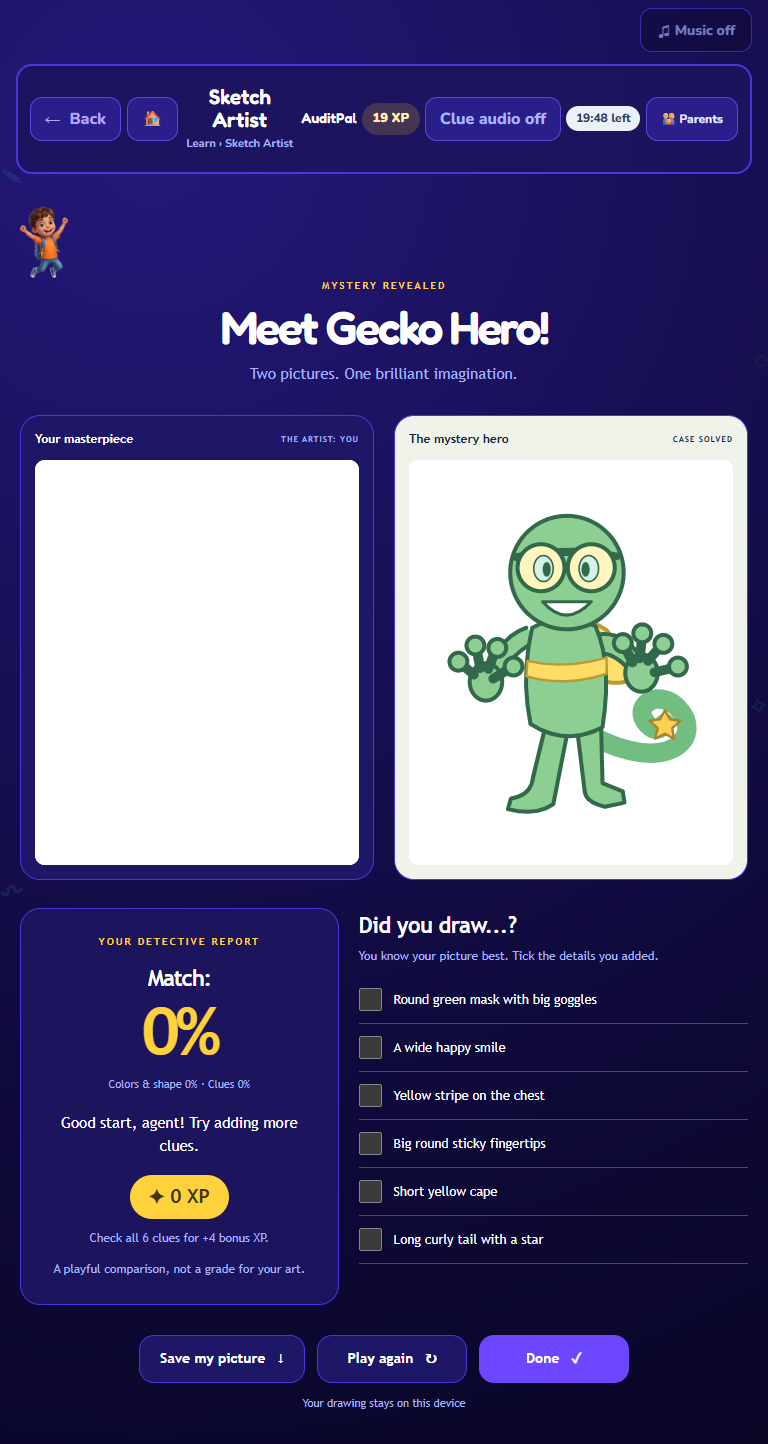 ♫ Music off
← Back
Sketch Artist
Learn › Sketch Artist
AuditPal
19 XP
Clue audio off
19:48 left
Parents
MYSTERY REVEALED
Meet Gecko Hero!
Two pictures. One brilliant imagination.
Your masterpiece
THE ARTIST: YOU
The mystery hero
CASE SOLVED
YOUR DETECTIVE REPORT
Match:
0%
Colors & shape 0% · Clues 0%
Good start, agent! Try adding more
clues.
✦ 0 XP
Check all 6 clues for +4 bonus XP.
A playful comparison, not a grade for your art.
Did you draw...?
You know your picture best. Tick the details you added.
Round green mask with big goggles
A wide happy smile
Yellow stripe on the chest
Big round sticky fingertips
Short yellow cape
Long curly tail with a star
Save my picture ↓
Play again ↻
Done ✓
Your drawing stays on this device